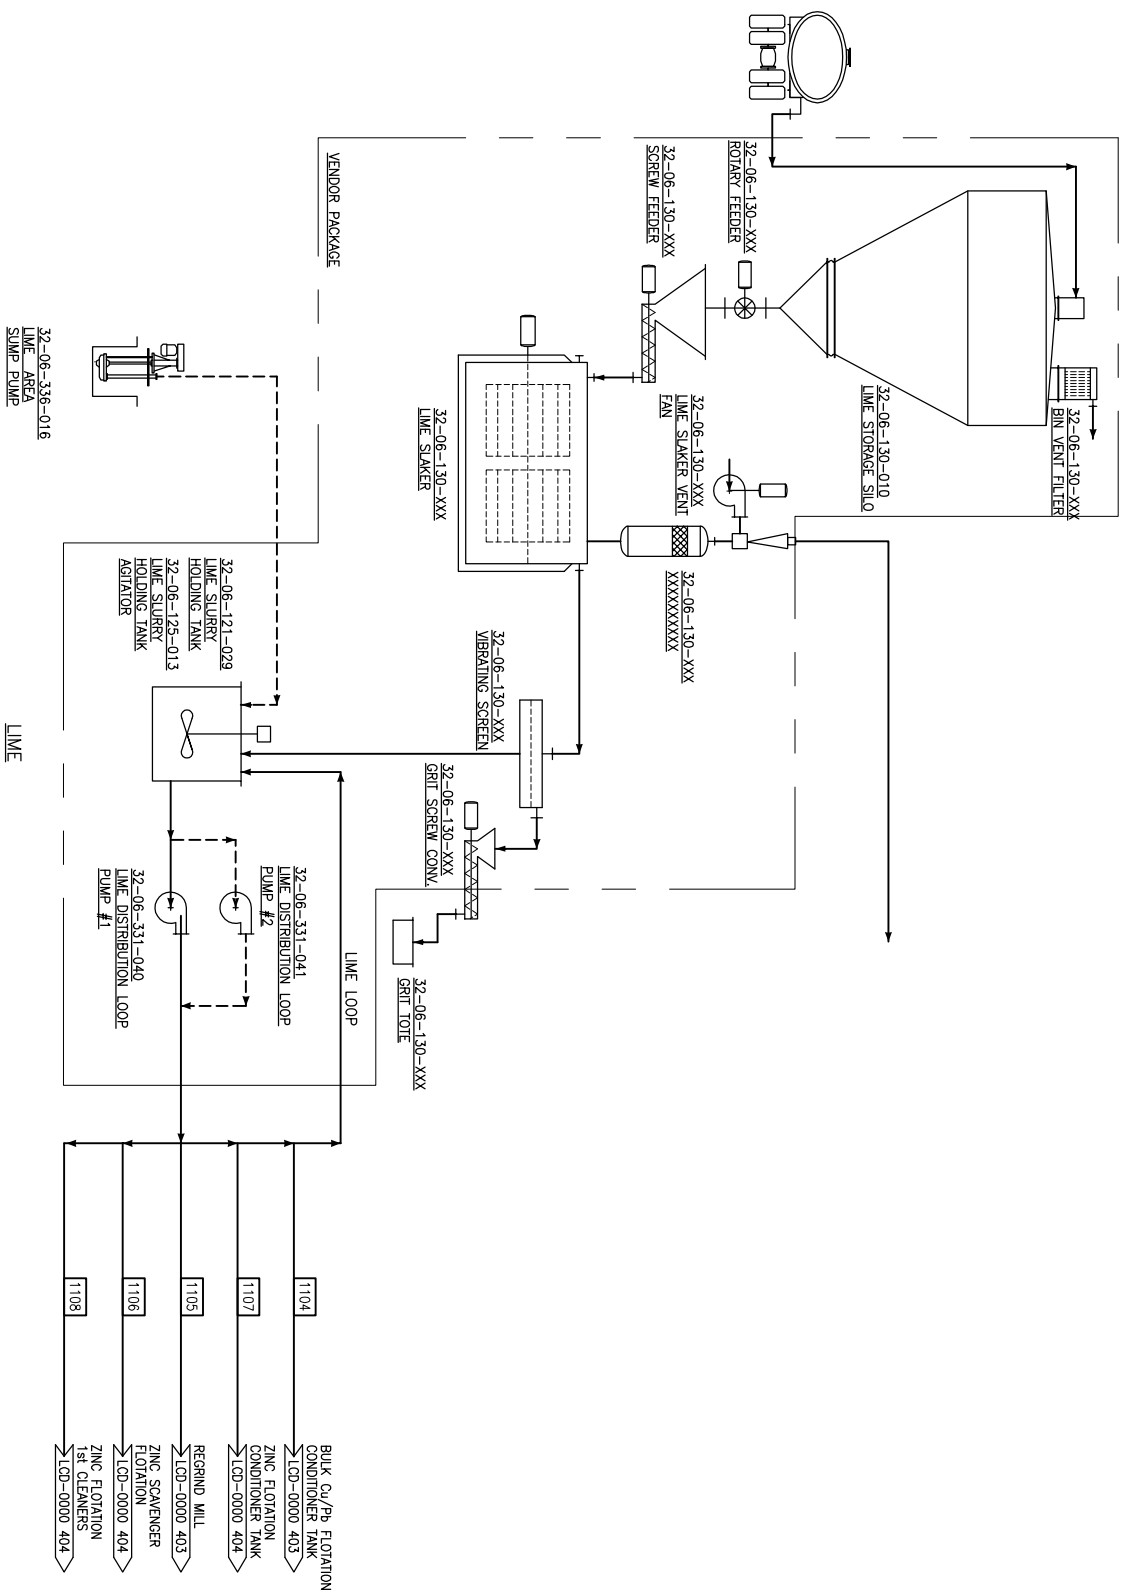 32-06-130-XXX
BIN VENT FILTER
32-06-130-010
LIME STORAGE SILO
32-06-130-XXX
ROTARY FEEDER
32-06-130-XXX
SCREW FEEDER
32-06-130-XXX
LIME SLAKER VENT
FAN
32-06-130-XXX
XXXXXXXXXX
VENDOR PACKAGE
32-06-130-XXX
LIME SLAKER
32-06-130-XXX
VIBRATING SCREEN
32-06-130-XXX
GRIT SCREW CONV.
32-06-130-XXX
GRIT TOTE
32-06-336-016
LIME AREA
SUMP PUMP
32-06-121-029
LIME SLURRY
HOLDING TANK
32-06-125-013
LIME SLURRY
HOLDING TANK
AGITATOR
LIME LOOP
32-06-331-041
LIME DISTRIBUTION LOOP
PUMP #2
32-06-331-040
LIME DISTRIBUTION LOOP
PUMP #1
1104
BULK Cu/Pb FLOTATION
CONDITIONER TANK
LCD-0000 403
1107
ZINC FLOTATION
CONDITIONER TANK
LCD-0000 404
1105
REGRIND MILL
LCD-0000 403
1106
ZINC SCAVENGER
FLOTATION
LCD-0000 404
1108
ZINC FLOTATION
1st CLEANERS
LCD-0000 404
LIME